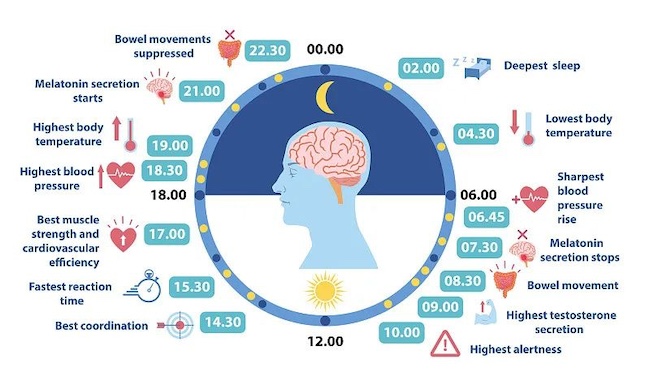 00.00
02.00
Deepest sleep
04.30
Lowest body
temperature
06.00
Sharpest
blood
pressure
rise
06.45
07.30
Melatonin
secretion stops
08.30
Bowel movement
09.00
Highest testosterone
secretion
10.00
Highest alertness
12.00
14.30
Best coordination
15.30
Fastest reaction
time
17.00
Best muscle
strength and
cardiovascular
efficiency
18.00
18.30
Highest blood
pressure
19.00
Highest body
temperature
21.00
Melatonin secretion
starts
22.30
Bowel movements
suppressed
z z z